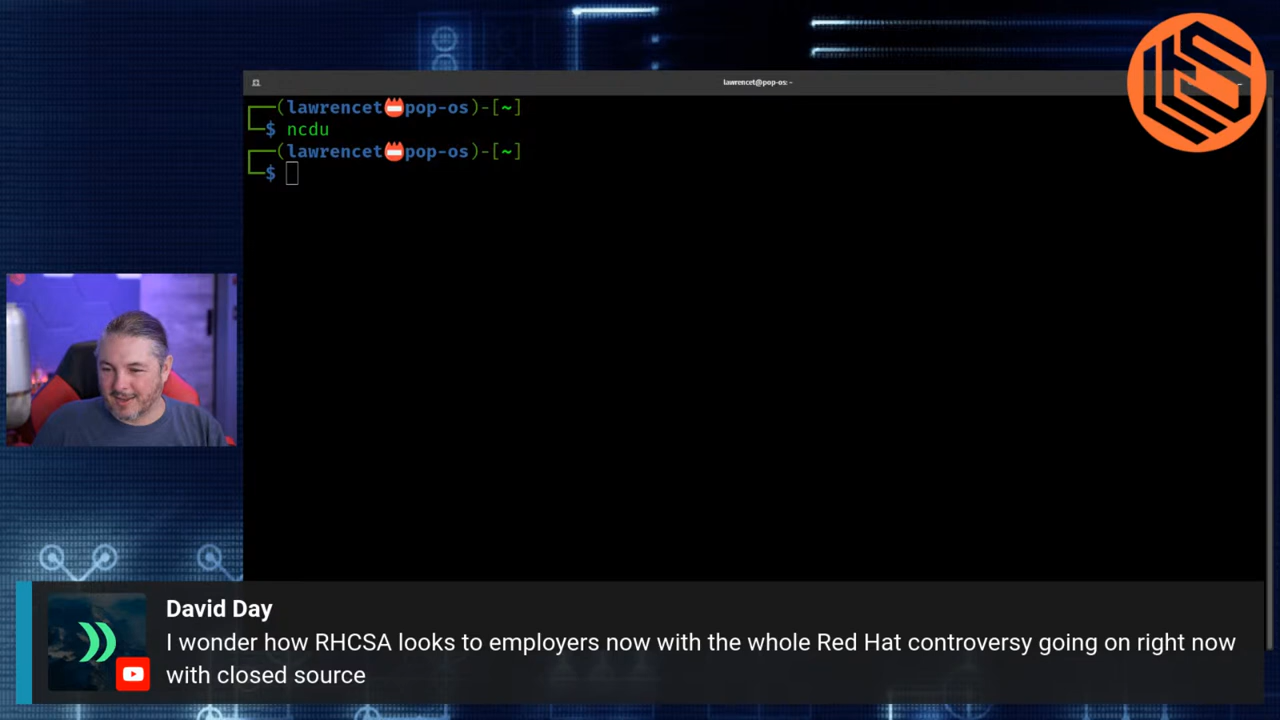 lawrencet@pop-os: ~
(lawrencet pop-os)-[~]
$ ncdu
(lawrencet pop-os)-[~]
$
David Day
I wonder how RHCSA looks to employers now with the whole Red Hat controversy going on right now
with closed source